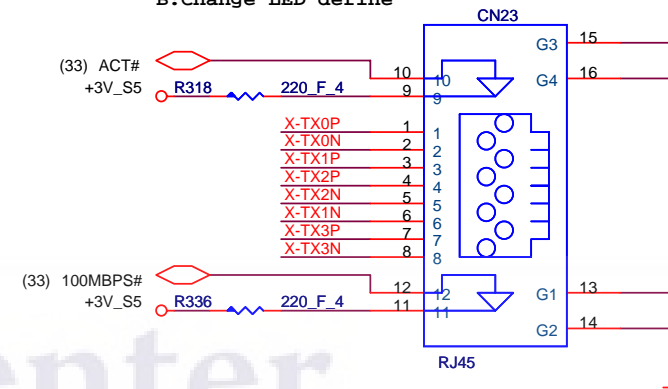 B.Change LED define
CN23
(33) ACT#
+3V_S5 R318 220_F_4
10 10
9 9
G3 15
G4 16
X-TX0P 1 1
X-TX0N 2 2
X-TX1P 3 3
X-TX2P 4 4
X-TX2N 5 5
X-TX1N 6 6
X-TX3P 7 7
X-TX3N 8 8
(33) 100MBPS#
+3V_S5 R336 220_F_4
12 12
11 11
G1 13
G2 14
RJ45
enter